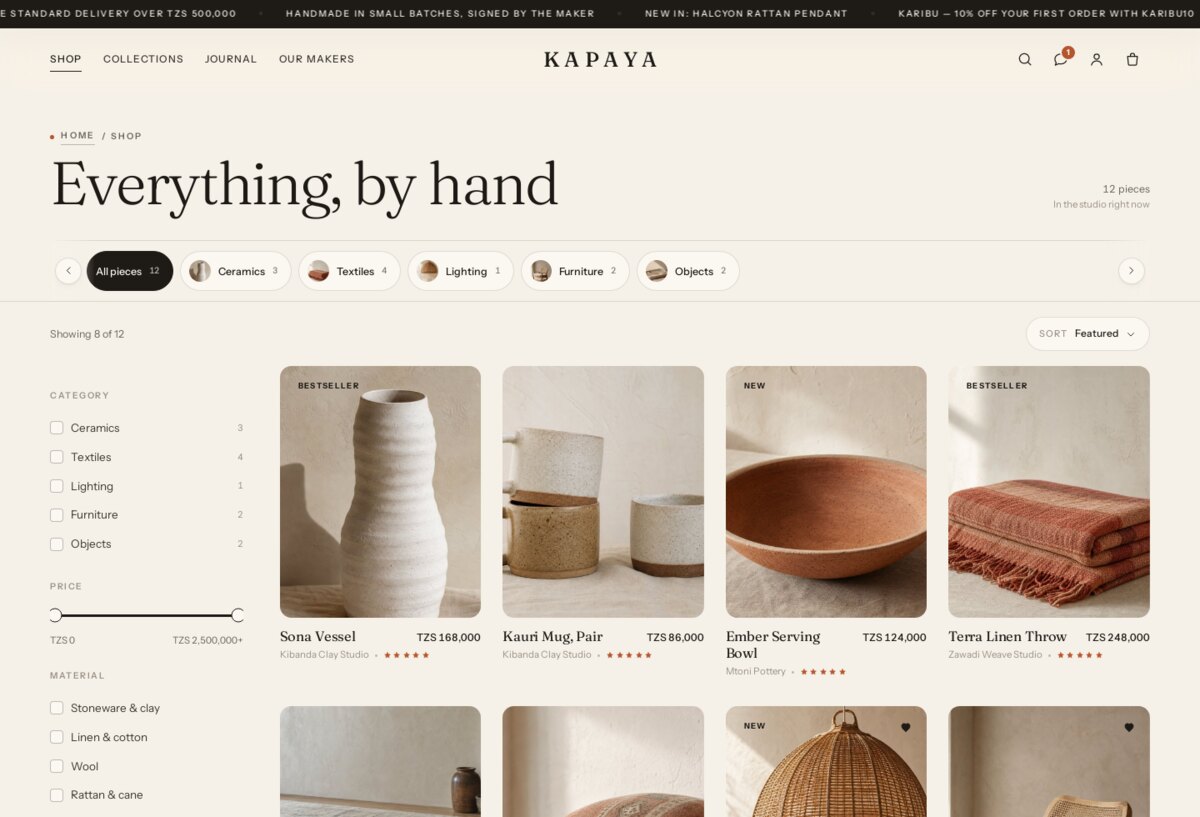 E STANDARD DELIVERY OVER TZS 500,000
HANDMADE IN SMALL BATCHES, SIGNED BY THE MAKER
NEW IN: HALCYON RATTAN PENDANT
KARIBU — 10% OFF YOUR FIRST ORDER WITH KARIBU10
SHOP COLLECTIONS JOURNAL OUR MAKERS
KAPAYA
1
HOME / SHOP
Everything, by hand
12 pieces
In the studio right now
All pieces 12
Ceramics 3
Textiles 4
Lighting 1
Furniture 2
Objects 2
Showing 8 of 12
SORT Featured
CATEGORY
Ceramics 3
Textiles 4
Lighting 1
Furniture 2
Objects 2
PRICE
TZS 0 TZS 2,500,000+
MATERIAL
Stoneware & clay
Linen & cotton
Wool
Rattan & cane
BESTSELLER
Sona Vessel TZS 168,000
Kibanda Clay Studio
Kauri Mug, Pair TZS 86,000
Kibanda Clay Studio
NEW
Ember Serving Bowl TZS 124,000
Mtoni Pottery
BESTSELLER
Terra Linen Throw TZS 248,000
Zawadi Weave Studio
NEW